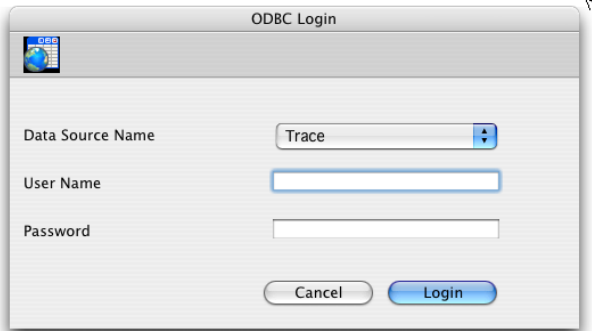 ODBC Login
Data Source Name
Trace
User Name
Password
Cancel
Login